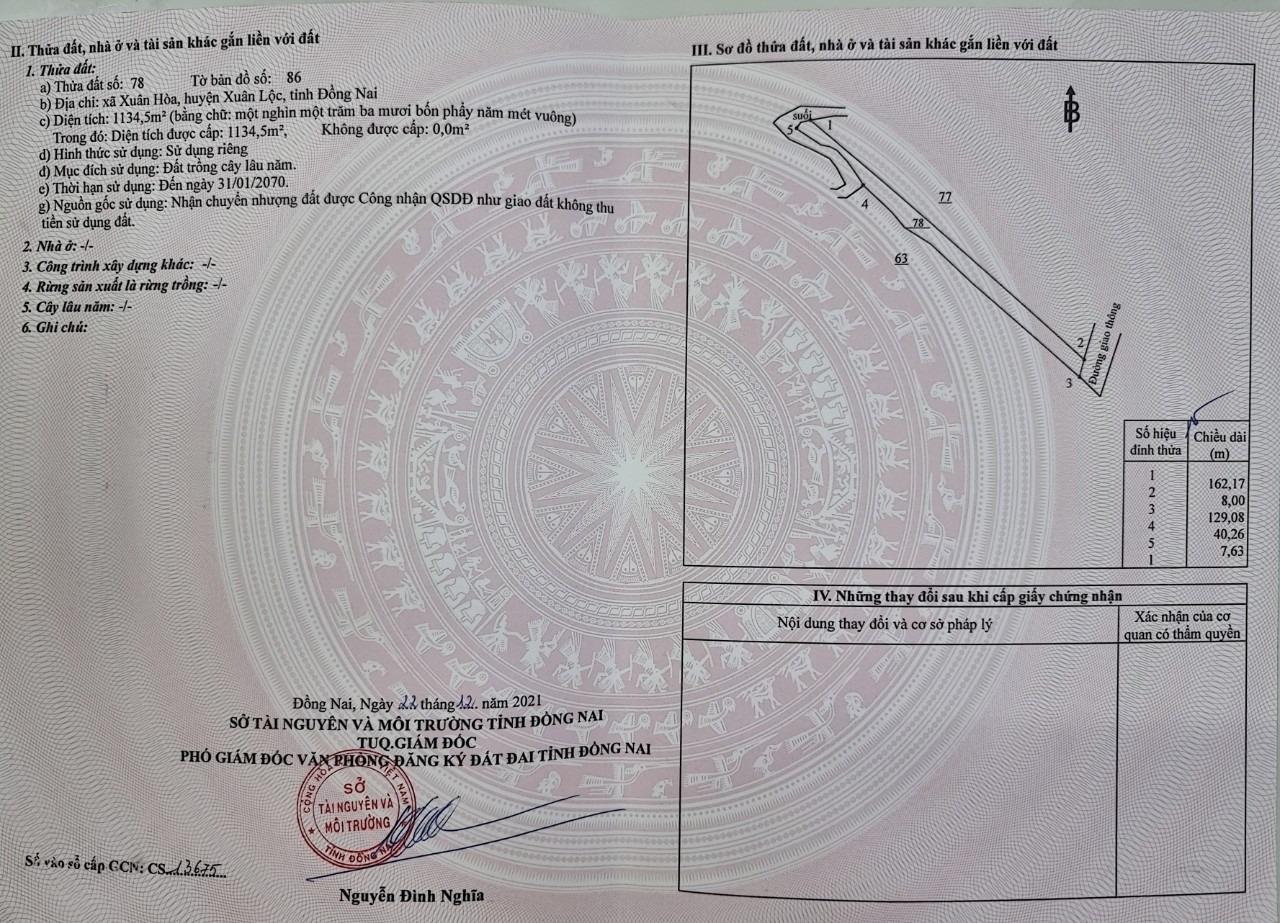 II. Thửa đất, nhà ở và tài sản khác gắn liền với đất
1. Thửa đất:
a) Thửa đất số: 78 Tờ bản đồ số: 86
b) Địa chỉ: xã Xuân Hòa, huyện Xuân Lộc, tỉnh Đồng Nai
c) Diện tích: 1134,5m² (bằng chữ: một nghìn một trăm ba mươi bốn phẩy năm mét vuông)
Trong đó: Diện tích được cấp: 1134,5m², Không được cấp: 0,0m²
d) Hình thức sử dụng: Sử dụng riêng
đ) Mục đích sử dụng: Đất trồng cây lâu năm.
e) Thời hạn sử dụng: Đến ngày 31/01/2070.
g) Nguồn gốc sử dụng: Nhận chuyển nhượng đất được Công nhận QSDĐ như giao đất không thu
tiền sử dụng đất.
2. Nhà ở: -/-
3. Công trình xây dựng khác: -/-
4. Rừng sản xuất là rừng trồng: -/-
5. Cây lâu năm: -/-
6. Ghi chú:
Đồng Nai, Ngày 22 tháng 12. năm 2021
SỞ TÀI NGUYÊN VÀ MÔI TRƯỜNG TỈNH ĐỒNG NAI
TUQ.GIÁM ĐỐC
PHÓ GIÁM ĐỐC VĂN PHÒNG ĐĂNG KÝ ĐẤT ĐAI TỈNH ĐỒNG NAI
CỘNG HÒA VIỆT NAM
SỞ
TÀI NGUYÊN VÀ
MÔI TRƯỜNG
TỈNH ĐỒNG NAI
Nguyễn Đình Nghĩa
Số vào sổ cấp GCN: CS 13675
III. Sơ đồ thửa đất, nhà ở và tài sản khác gắn liền với đất
B
suối
5
1
4
77
78
63
2
3
Đường giao thông
Số hiệu
đỉnh thửa
Chiều dài
(m)
1
162,17
2
8,00
3
129,08
4
40,26
5
7,63
1
IV. Những thay đổi sau khi cấp giấy chứng nhận
Nội dung thay đổi và cơ sở pháp lý
Xác nhận của cơ
quan có thẩm quyền